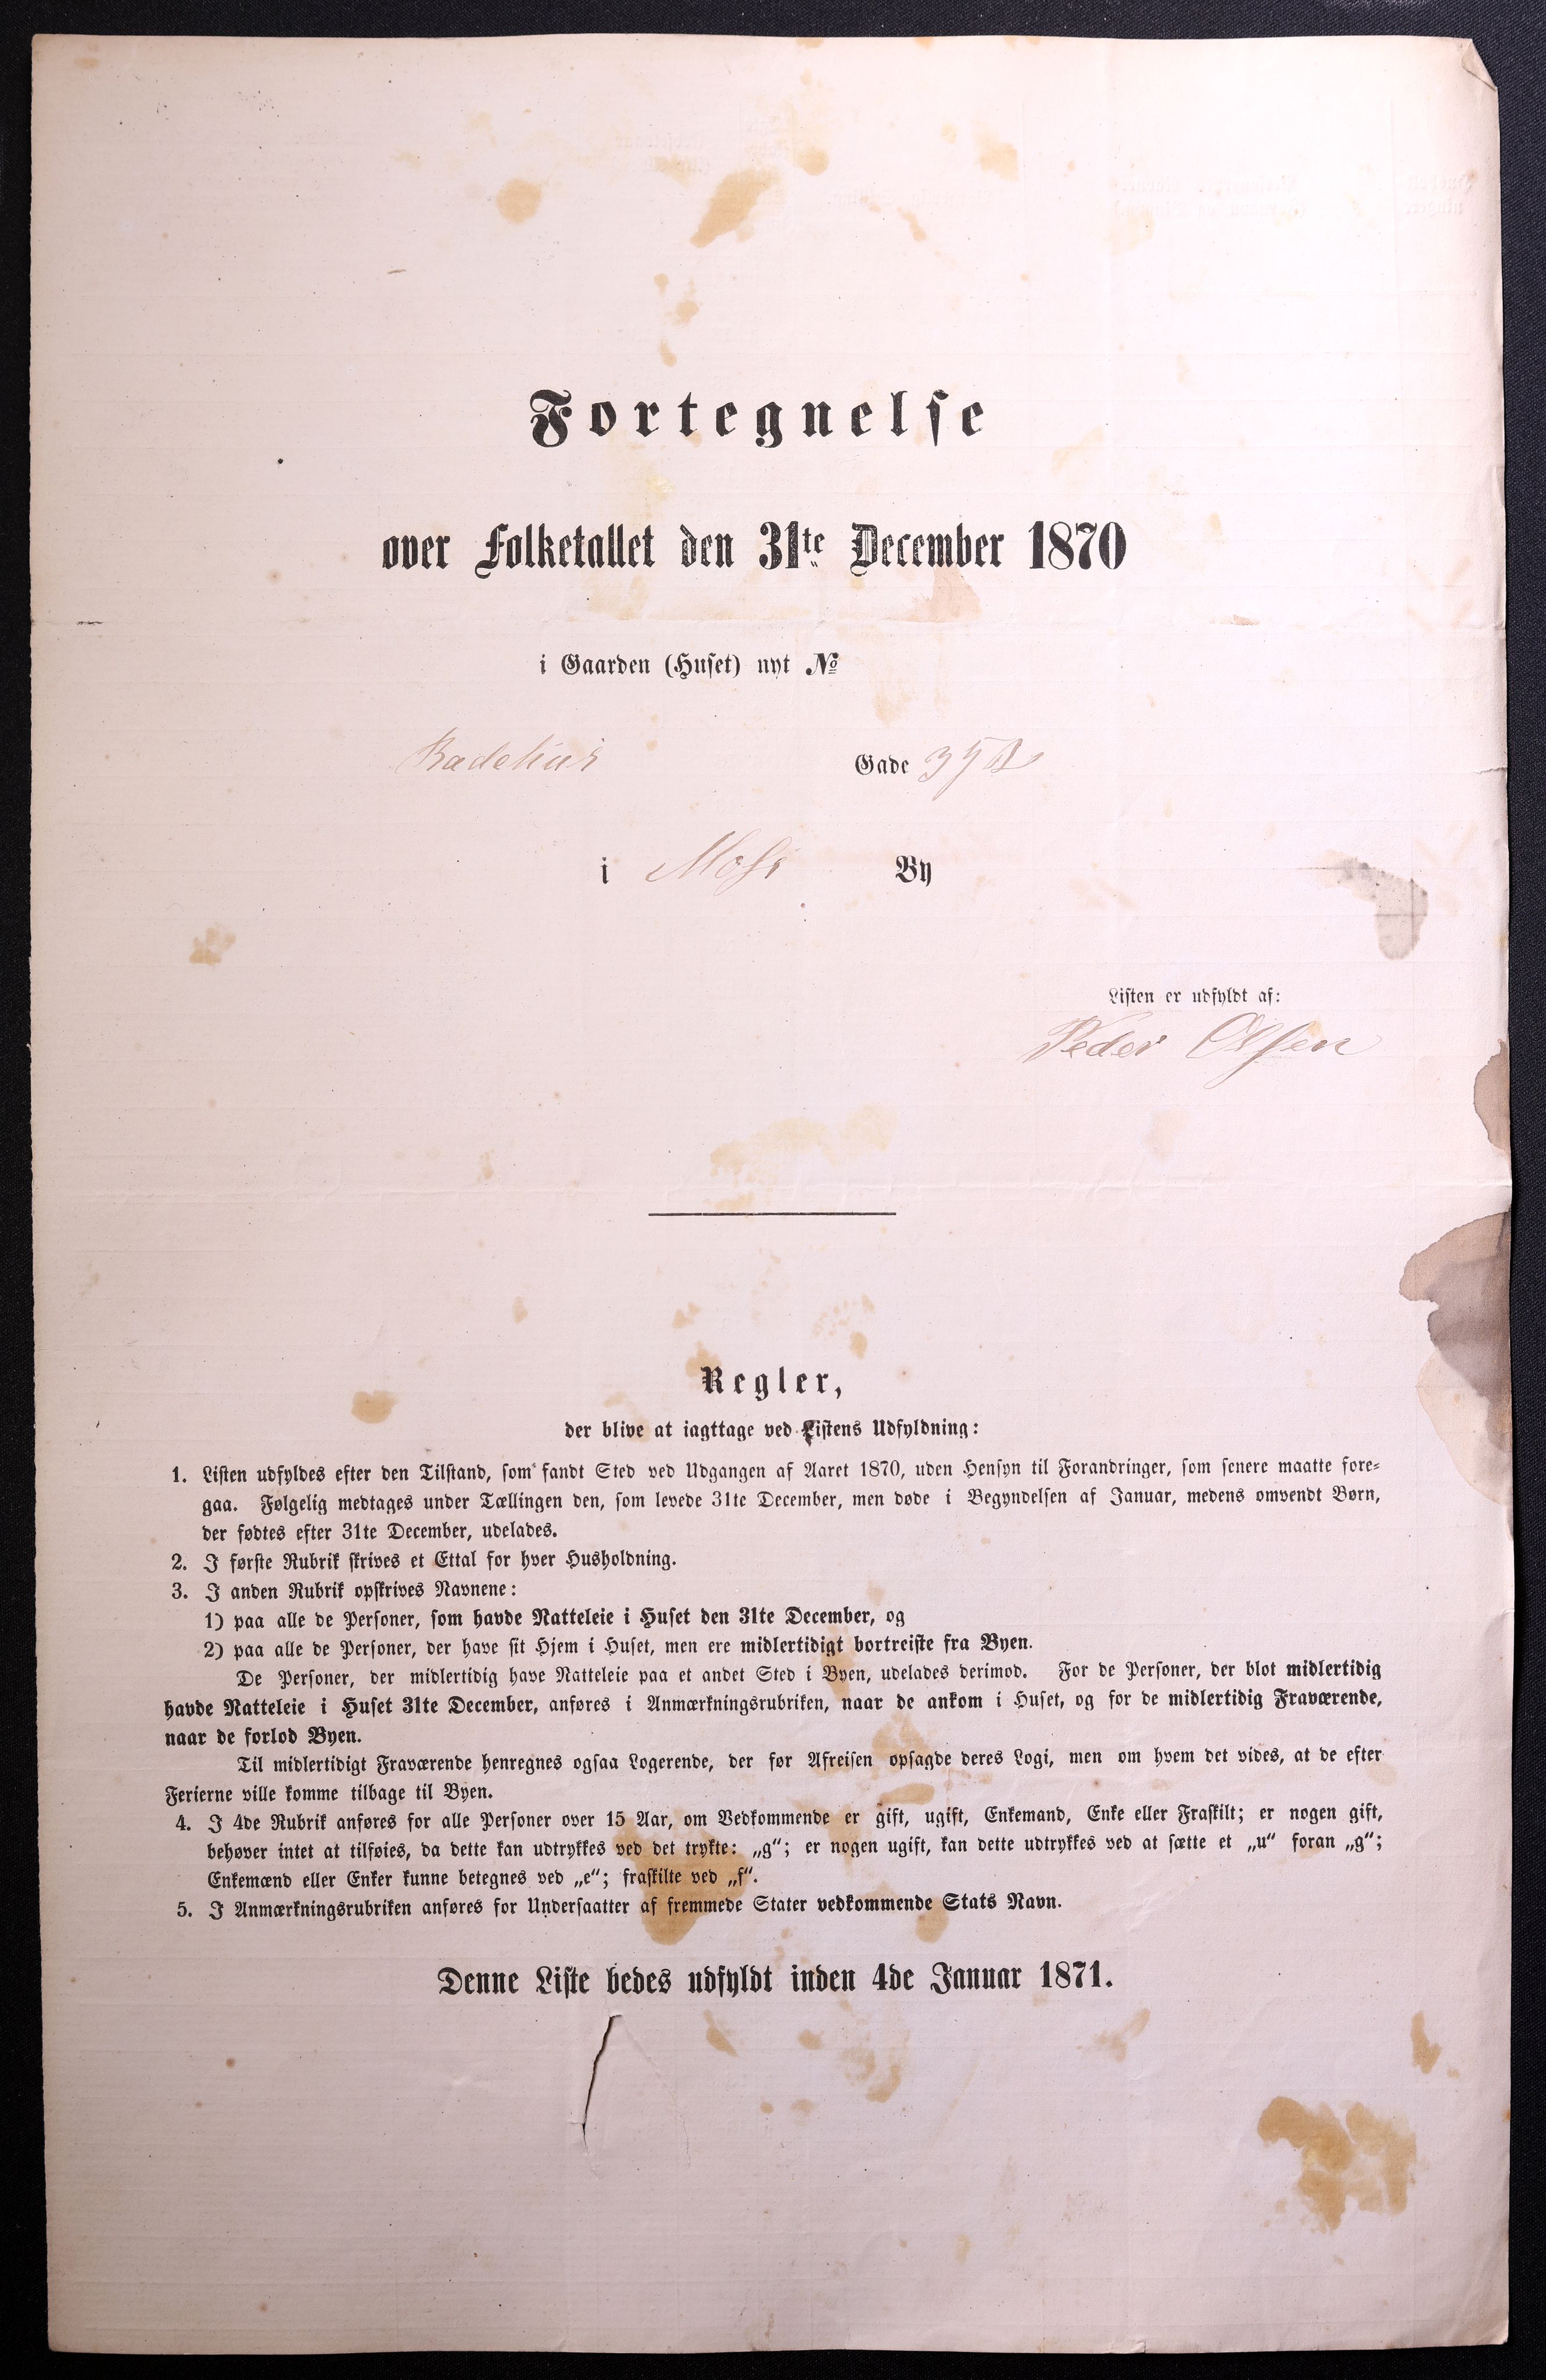 Fortegnelse
over Folketallet den 31te December 1870
i Gaarden (Huset) nyt No
Badehus Gade
i Moss By
Listen er udfyldt af:
Peder Olsen
Regler,
der blive at iagttage ved Listens Udfyldning:
1. Listen udfyldes efter den Tilstand, som fandt Sted ved Udgangen af Aaret 1870, uden Hensyn til Forandringer, som senere maatte fore-
gaa. Følgelig medtages under Tællingen den, som levede 31te December, men døde i Begyndelsen af Januar, medens omvendt Børn,
der fødtes efter 31te December, udelades.
2. I første Rubrik skrives et Ettal for hver Husholdning.
3. I anden Rubrik opskrives Navnene:
1) paa alle de Personer, som havde Natteleie i Huset den 31te December, og
2) paa alle de Personer, der have sit Hjem i Huset, men ere midlertidigt bortreiste fra Byen.
De Personer, der midlertidig have Natteleie paa et andet Sted i Byen, udelades derimod. For de Personer, der blot midlertidig
havde Natteleie i Huset 31te December, anføres i Anmærkningsrubriken, naar de ankom i Huset, og for de midlertidig Fraværende,
naar de forlod Byen.
Til midlertidigt Fraværende henregnes ogsaa Logerende, der før Afreisen opsagde deres Logi, men om hvem det vides, at de efter
Ferierne ville komme tilbage til Byen.
4. I 4de Rubrik anføres for alle Personer over 15 Aar, om Vedkommende er gift, ugift, Enkemand, Enke eller Fraskilt; er nogen gift,
behøver intet at tilføies, da dette kan udtrykkes ved det trykte: „g“; er nogen ugift, kan dette udtrykkes ved at sætte et „u“ foran „g“;
Enkemænd eller Enker kunne betegnes ved „e“; fraskilte ved „f“.
5. I Anmærkningsrubriken anføres for Undersaatter af fremmede Stater vedkommende Stats Navn.
Denne Liste bedes udfyldt inden 4de Januar 1871.